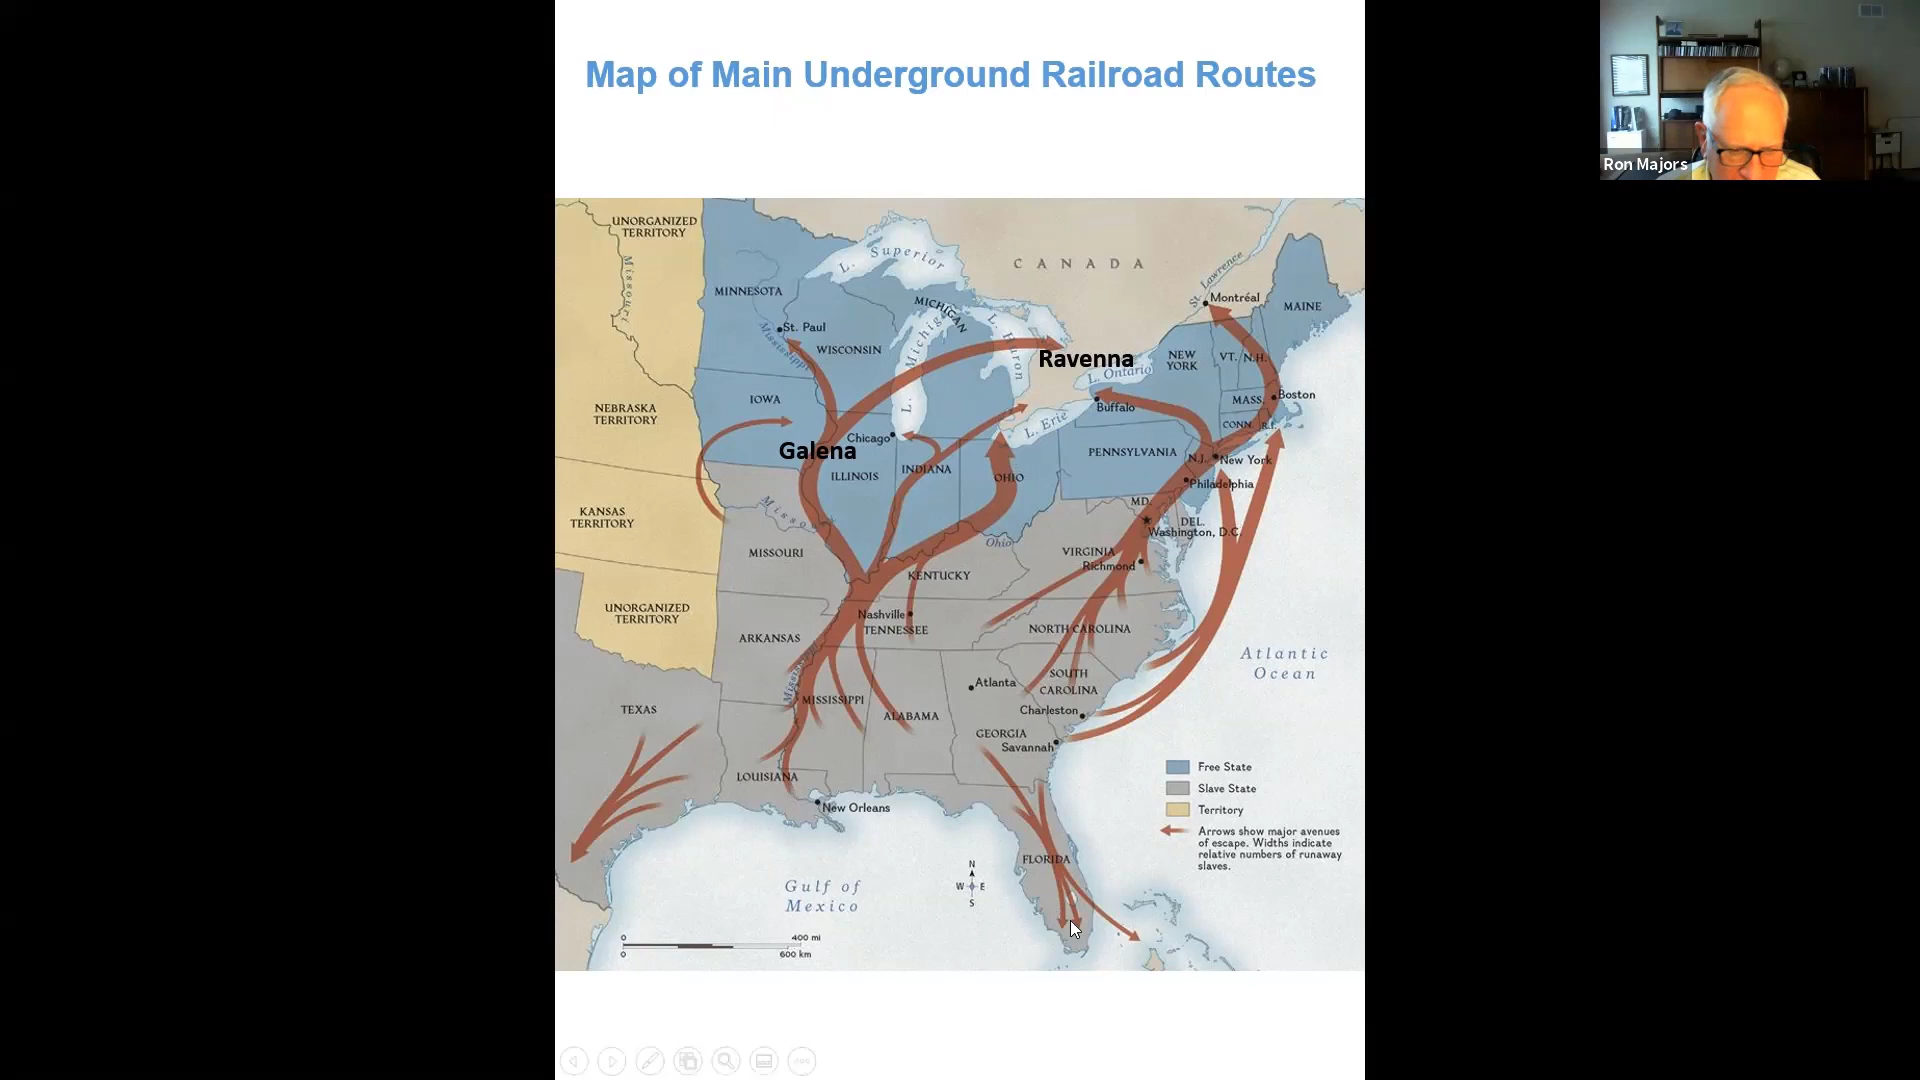 Map of Main Underground Railroad Routes
Ron Majors
UNORGANIZED
TERRITORY
Missouri
L. Superior
CANADA
St. Lawrence
Montréal
MAINE
MINNESOTA
MICHIGAN
L. Michigan
L. Huron
St. Paul
Mississippi
WISCONSIN
Ravenna
L. Ontario
NEW
YORK
VT.
N.H.
IOWA
NEBRASKA
TERRITORY
Buffalo
MASS.
Boston
L. Erie
CONN.
R.I.
Chicago
Galena
ILLINOIS
INDIANA
OHIO
PENNSYLVANIA
N.J.
New York
Philadelphia
KANSAS
TERRITORY
MD.
DEL.
Washington, D.C.
Ohio
MISSOURI
VIRGINIA
Richmond
KENTUCKY
UNORGANIZED
TERRITORY
Nashville
TENNESSEE
ARKANSAS
NORTH CAROLINA
Atlantic
Ocean
SOUTH
CAROLINA
Atlanta
MISSISSIPPI
TEXAS
ALABAMA
Charleston
GEORGIA
Savannah
LOUISIANA
New Orleans
Free State
Slave State
Territory
Arrows show major avenues
of escape. Widths indicate
relative numbers of runaway
slaves.
FLORIDA
Gulf of
Mexico
N
W E
S
0 400 mi
0 600 km